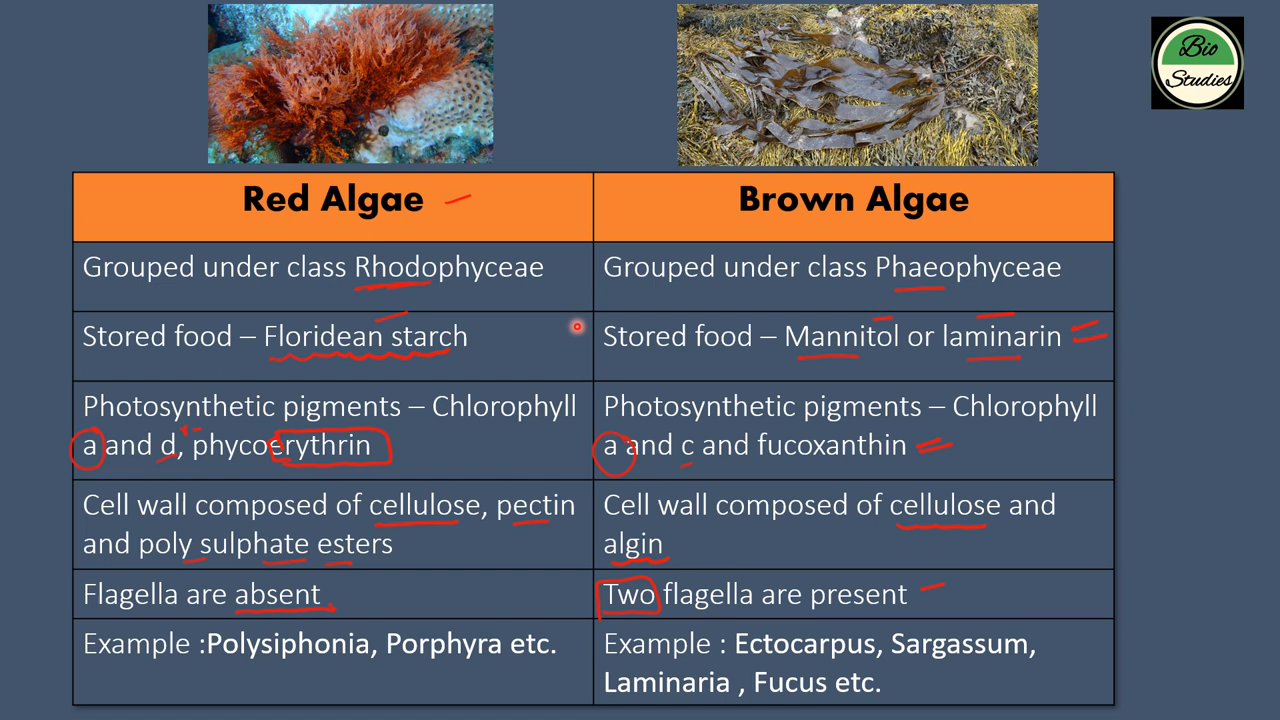 Bio
Studies
Red Algae
Brown Algae
Grouped under class Rhodophyceae
Grouped under class Phaeophyceae
Stored food – Floridean starch
Stored food – Mannitol or laminarin
Photosynthetic pigments – Chlorophyll
a and d, phycoerythrin
Photosynthetic pigments – Chlorophyll
a and c and fucoxanthin
Cell wall composed of cellulose, pectin
and poly sulphate esters
Cell wall composed of cellulose and
algin
Flagella are absent
Two flagella are present
Example :Polysiphonia, Porphyra etc.
Example : Ectocarpus, Sargassum,
Laminaria , Fucus etc.